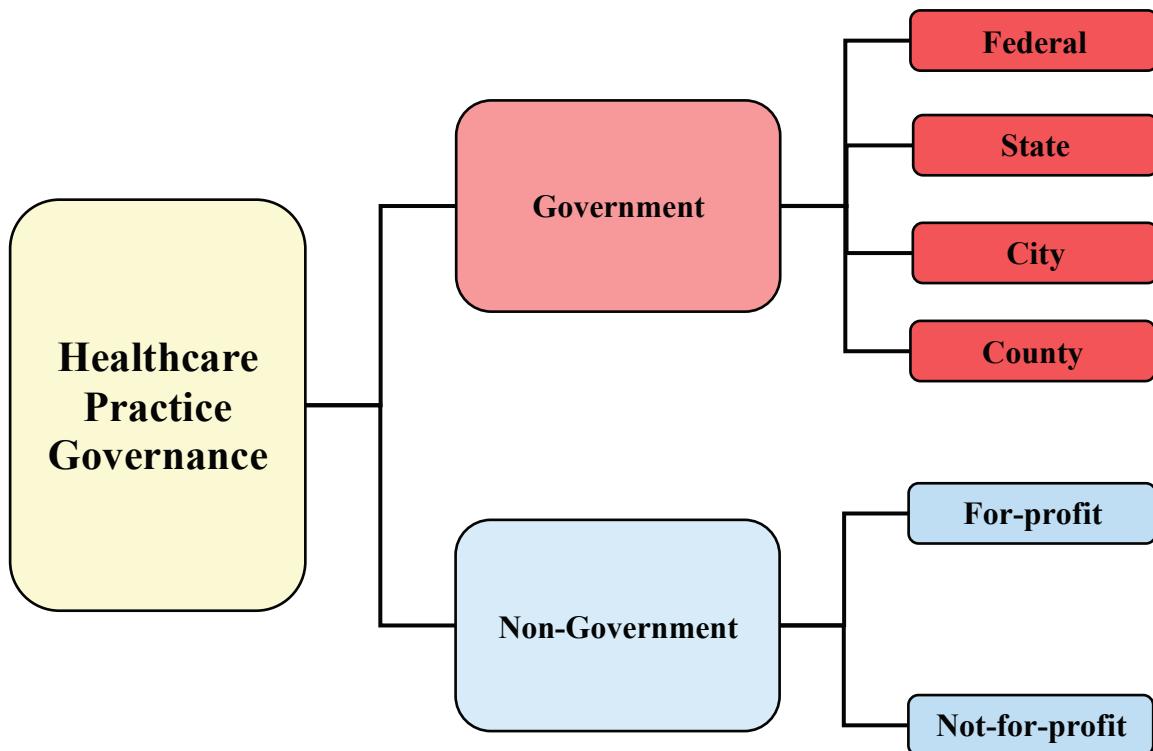 Healthcare
Practice
Governance
Government
Federal
State
City
County
Non-Government
For-profit
Not-for-profit